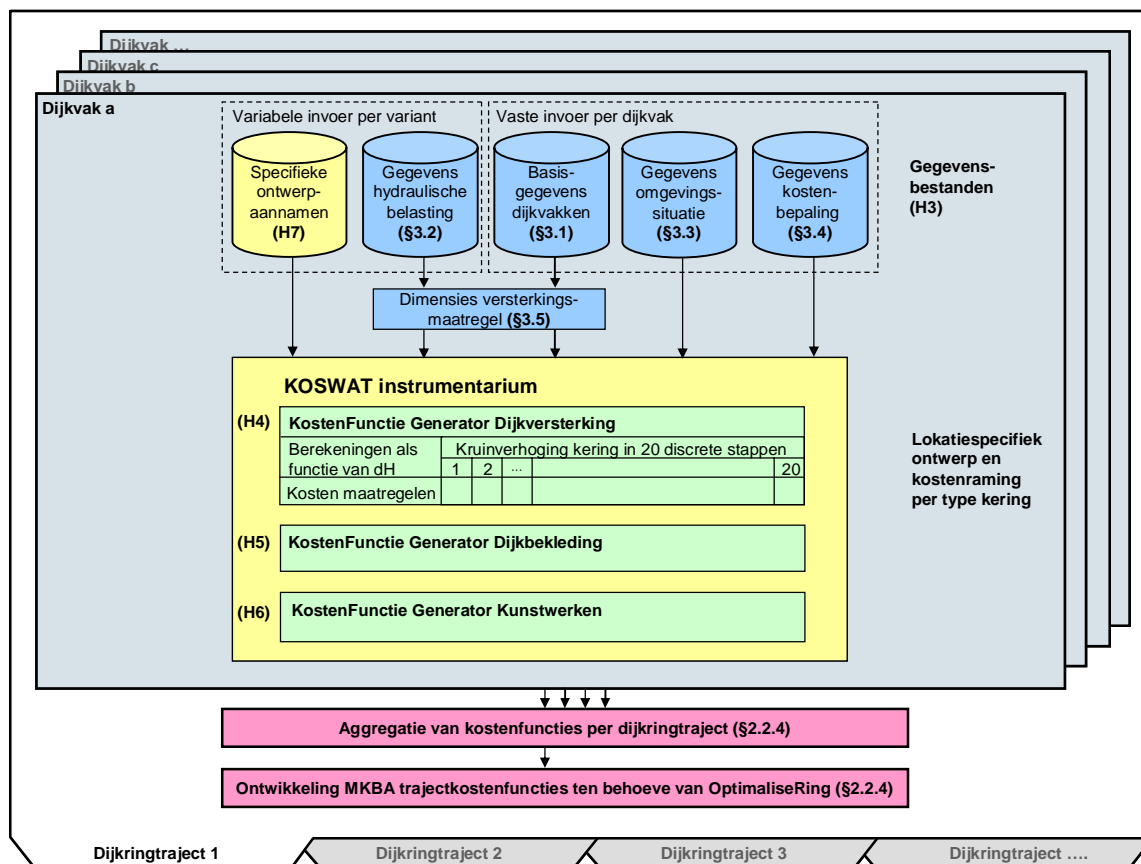 Dijkvak …
Dijkvak c
Dijkvak b
Dijkvak a
Variabele invoer per variant
Vaste invoer per dijkvak
Specifieke
ontwerp-
aannamen
(H7)
Gegevens
hydraulische
belasting
(§3.2)
Basis-
gegevens
dijkvakken
(§3.1)
Gegevens
omgevings-
situatie
(§3.3)
Gegevens
kosten-
bepaling
(§3.4)
Gegevens-
bestanden
(H3)
Dimensies versterkings-
maatregel (§3.5)
KOSWAT instrumentarium
(H4)
KostenFunctie Generator Dijkversterking
Berekeningen als
functie van dH
Kruinverhoging kering in 20 discrete stappen
1 2 ... 20
Kosten maatregelen
Lokatiespecifiek
ontwerp en
kostenraming
per type kering
(H5)
KostenFunctie Generator Dijkbekleding
(H6)
KostenFunctie Generator Kunstwerken
Aggregatie van kostenfuncties per dijkringtraject (§2.2.4)
Ontwikkeling MKBA trajectkostenfuncties ten behoeve van OptimaliseRing (§2.2.4)
Dijkringtraject 1
Dijkringtraject 2
Dijkringtraject 3
Dijkringtraject ….